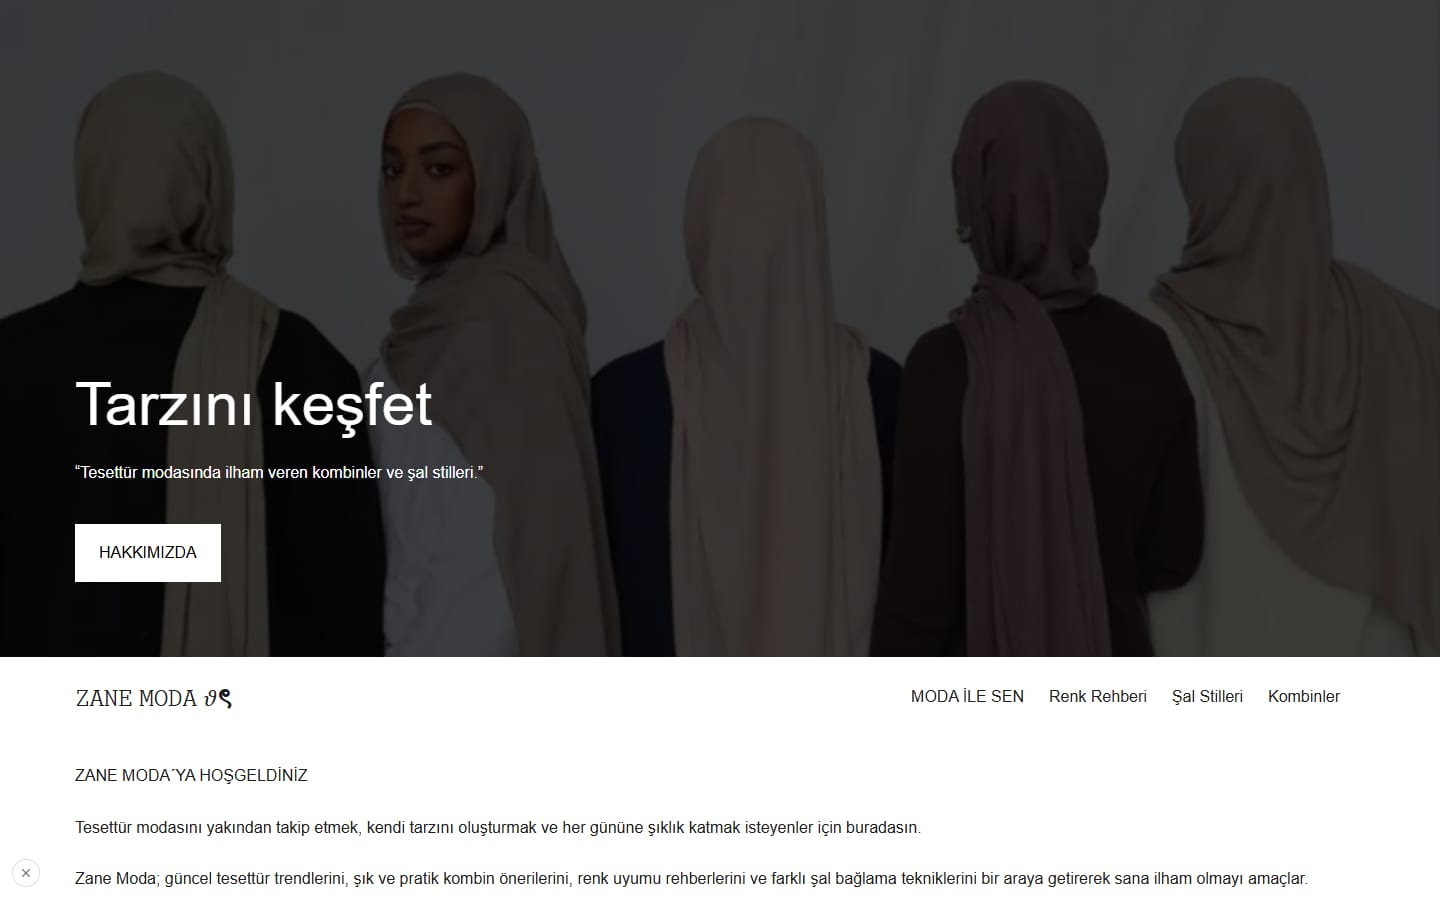 Tarzını keşfet
“Tesettür modasında ilham veren kombinler ve şal stilleri.”
HAKKIMIZDA
ZANE MODA 𝜗ৎ
MODA İLE SEN
Renk Rehberi
Şal Stilleri
Kombinler
ZANE MODA´YA HOŞGELDİNİZ
Tesettür modasını yakından takip etmek, kendi tarzını oluşturmak ve her gününe şıklık katmak isteyenler için buradasın.
Zane Moda; güncel tesettür trendlerini, şık ve pratik kombin önerilerini, renk uyumu rehberlerini ve farklı şal bağlama tekniklerini bir araya getirerek sana ilham olmayı amaçlar.